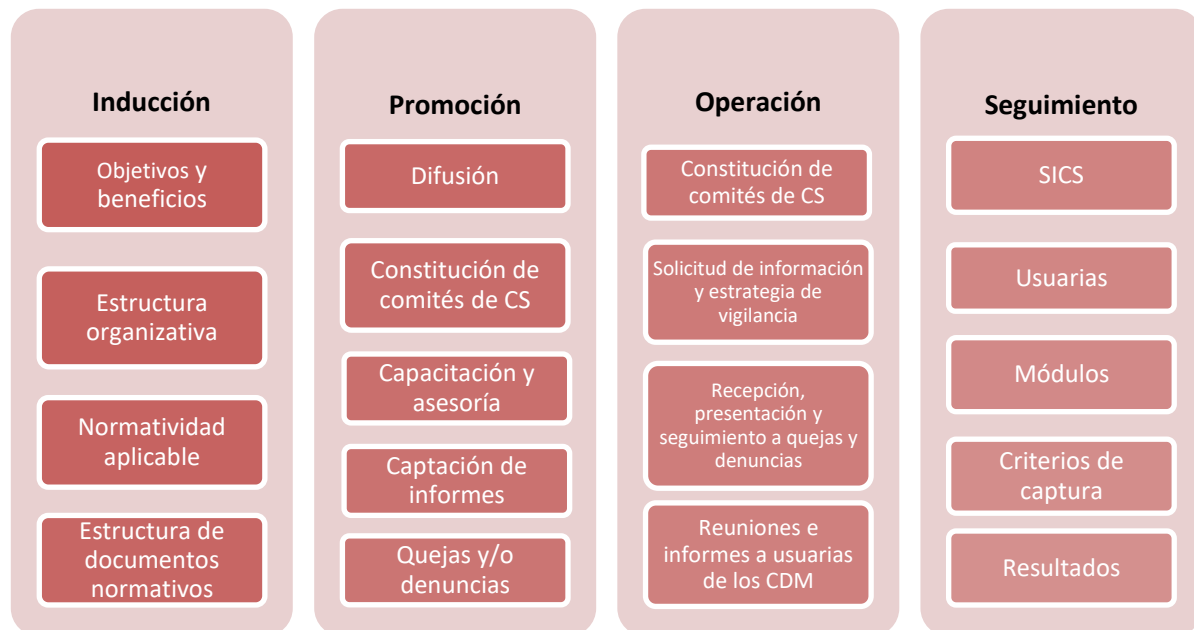 Inducción
Objetivos y
beneficios
Estructura
organizativa
Normatividad
aplicable
Estructura de
documentos
normativos
Promoción
Difusión
Constitución de
comités de CS
Capacitación y
asesoría
Captación de
informes
Quejas y/o
denuncias
Operación
Constitución de
comités de CS
Solicitud de información
y estrategia de
vigilancia
Recepción,
presentación y
seguimiento a quejas y
denuncias
Reuniones e
informes a usuarias
de los CDM
Seguimiento
SICS
Usuarias
Módulos
Criterios de
captura
Resultados